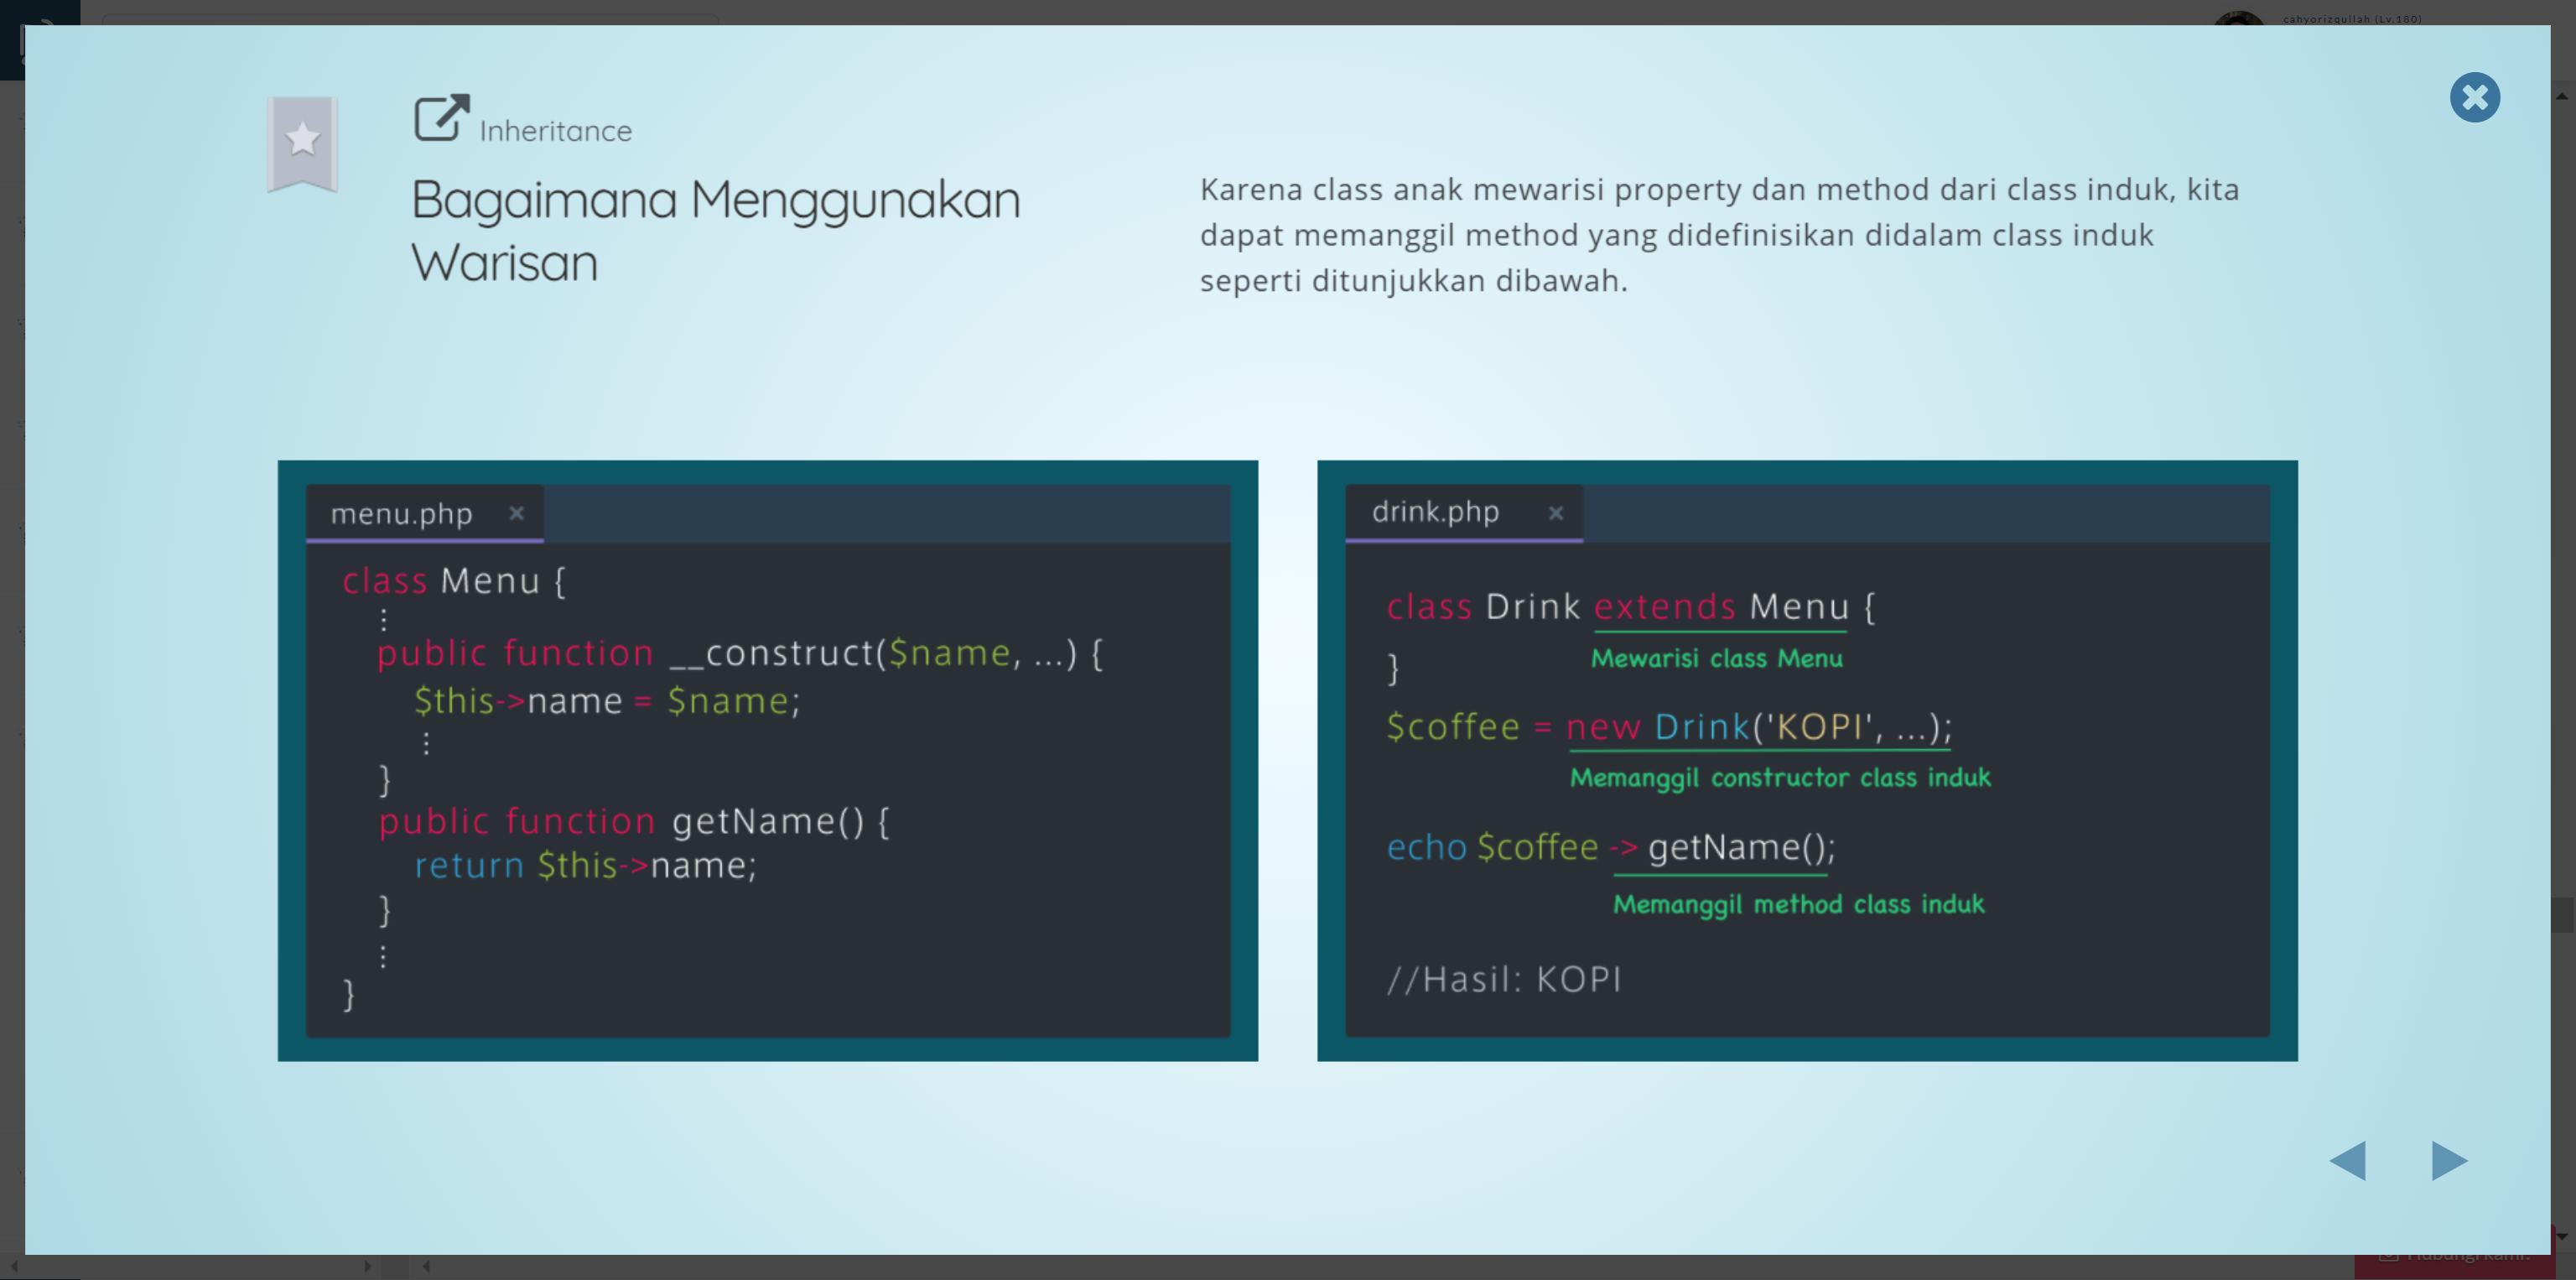 cahyorizqullah (Lv.180)
Inheritance
Bagaimana Menggunakan
Warisan
Karena class anak mewarisi property dan method dari class induk, kita
dapat memanggil method yang didefinisikan didalam class induk
seperti ditunjukkan dibawah.
menu.php ×
class Menu {
⋮
public function __construct($name, ...) {
$this->name = $name;
⋮
}
public function getName() {
return $this->name;
}
⋮
}
drink.php ×
class Drink extends Menu {
Mewarisi class Menu
}
$coffee = new Drink('KOPI', ...);
Memanggil constructor class induk
echo $coffee -> getName();
Memanggil method class induk
//Hasil: KOPI
Hubungi kami!